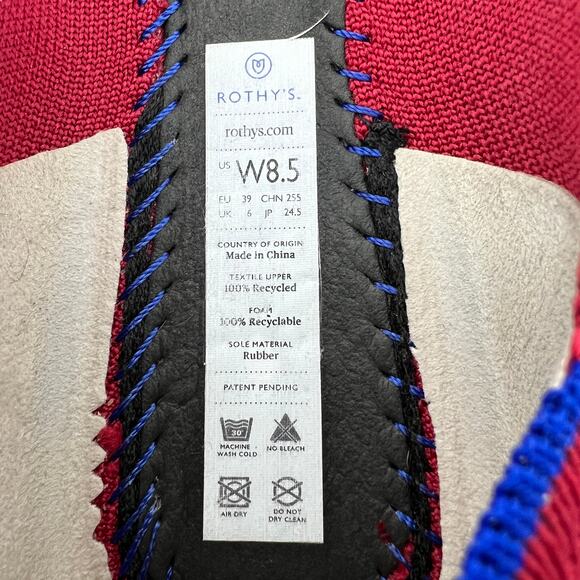 ROTHY'S™
rothys.com
US W8.5
EU 39 CHN 255
UK 6 JP 24.5
COUNTRY OF ORIGIN
Made in China
TEXTILE UPPER
100% Recycled
FOAM
100% Recyclable
SOLE MATERIAL
Rubber
PATENT PENDING
30°
MACHINE NO BLEACH
WASH COLD
AIR DRY DO NOT
DRY CLEAN